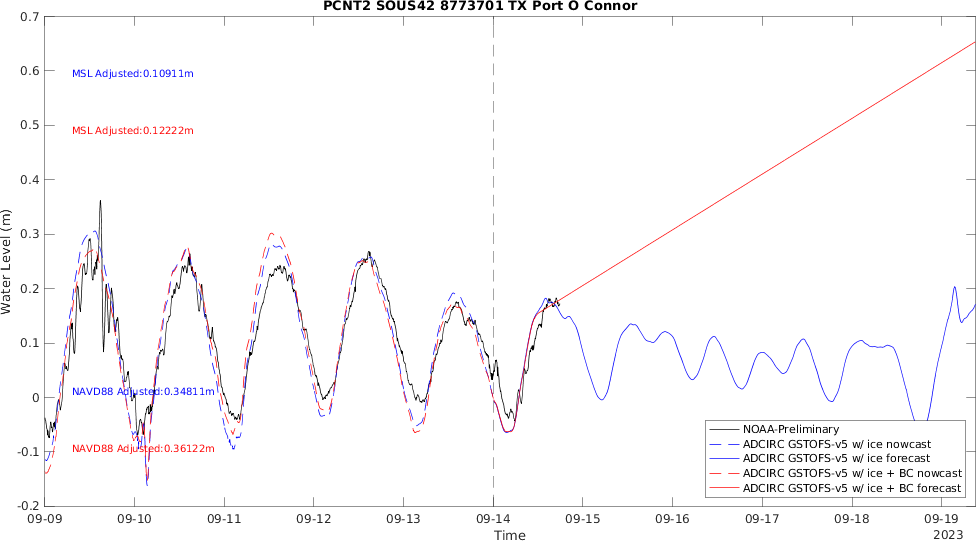 PCNT2 SOUS42 8773701 TX Port O Connor
0.7
0.6
0.5
0.4
0.3
0.2
0.1
0
-0.1
-0.2
Water Level (m)
MSL Adjusted:0.10911m
MSL Adjusted:0.12222m
NAVD88 Adjusted:0.34811m
NAVD88 Adjusted:0.36122m
NOAA-Preliminary
ADCIRC GSTOFS-v5 w/ ice nowcast
ADCIRC GSTOFS-v5 w/ ice forecast
ADCIRC GSTOFS-v5 w/ ice + BC nowcast
ADCIRC GSTOFS-v5 w/ ice + BC forecast
09-09 09-10 09-11 09-12 09-13 09-14 09-15 09-16 09-17 09-18 09-19
Time
2023